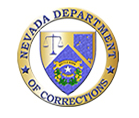 NEVADA DEPARTMENT
OF CORRECTIONS